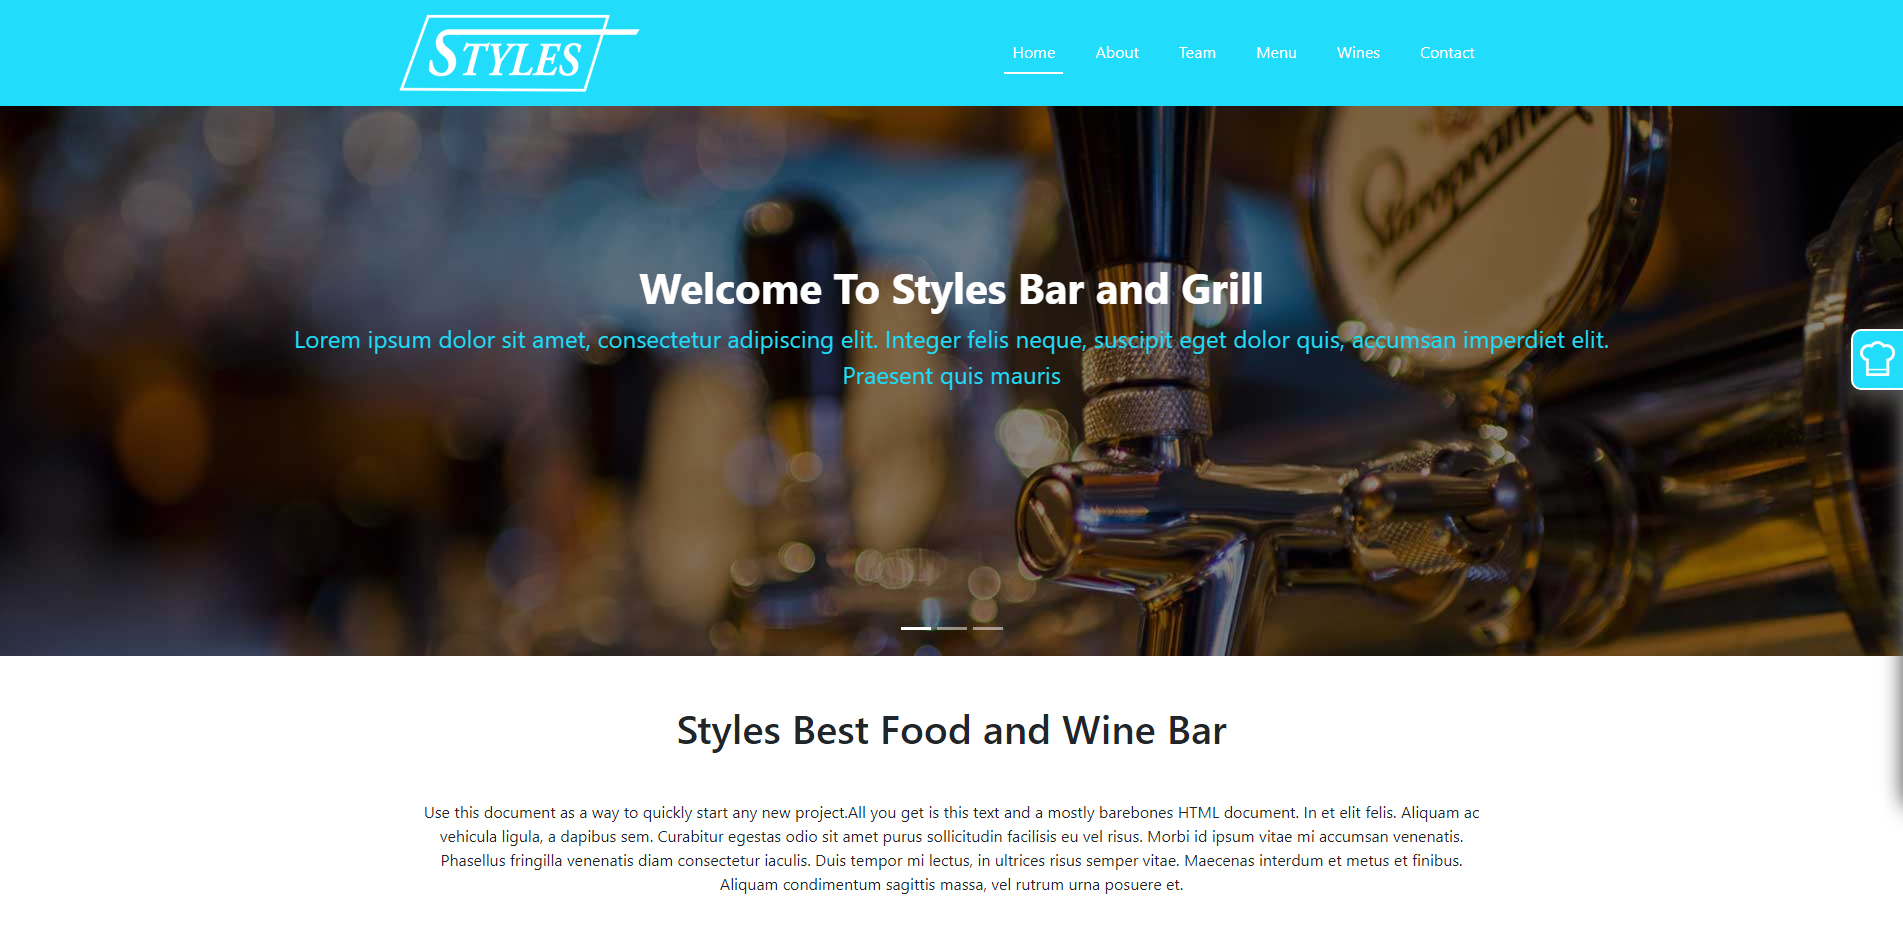 STYLES
Home About Team Menu Wines Contact
Staropramen
Welcome To Styles Bar and Grill
Lorem ipsum dolor sit amet, consectetur adipiscing elit. Integer felis neque, suscipit eget dolor quis, accumsan imperdiet elit.
Praesent quis mauris
Styles Best Food and Wine Bar
Use this document as a way to quickly start any new project.All you get is this text and a mostly barebones HTML document. In et elit felis. Aliquam ac
vehicula ligula, a dapibus sem. Curabitur egestas odio sit amet purus sollicitudin facilisis eu vel risus. Morbi id ipsum vitae mi accumsan venenatis.
Phasellus fringilla venenatis diam consectetur iaculis. Duis tempor mi lectus, in ultrices risus semper vitae. Maecenas interdum et metus et finibus.
Aliquam condimentum sagittis massa, vel rutrum urna posuere et.